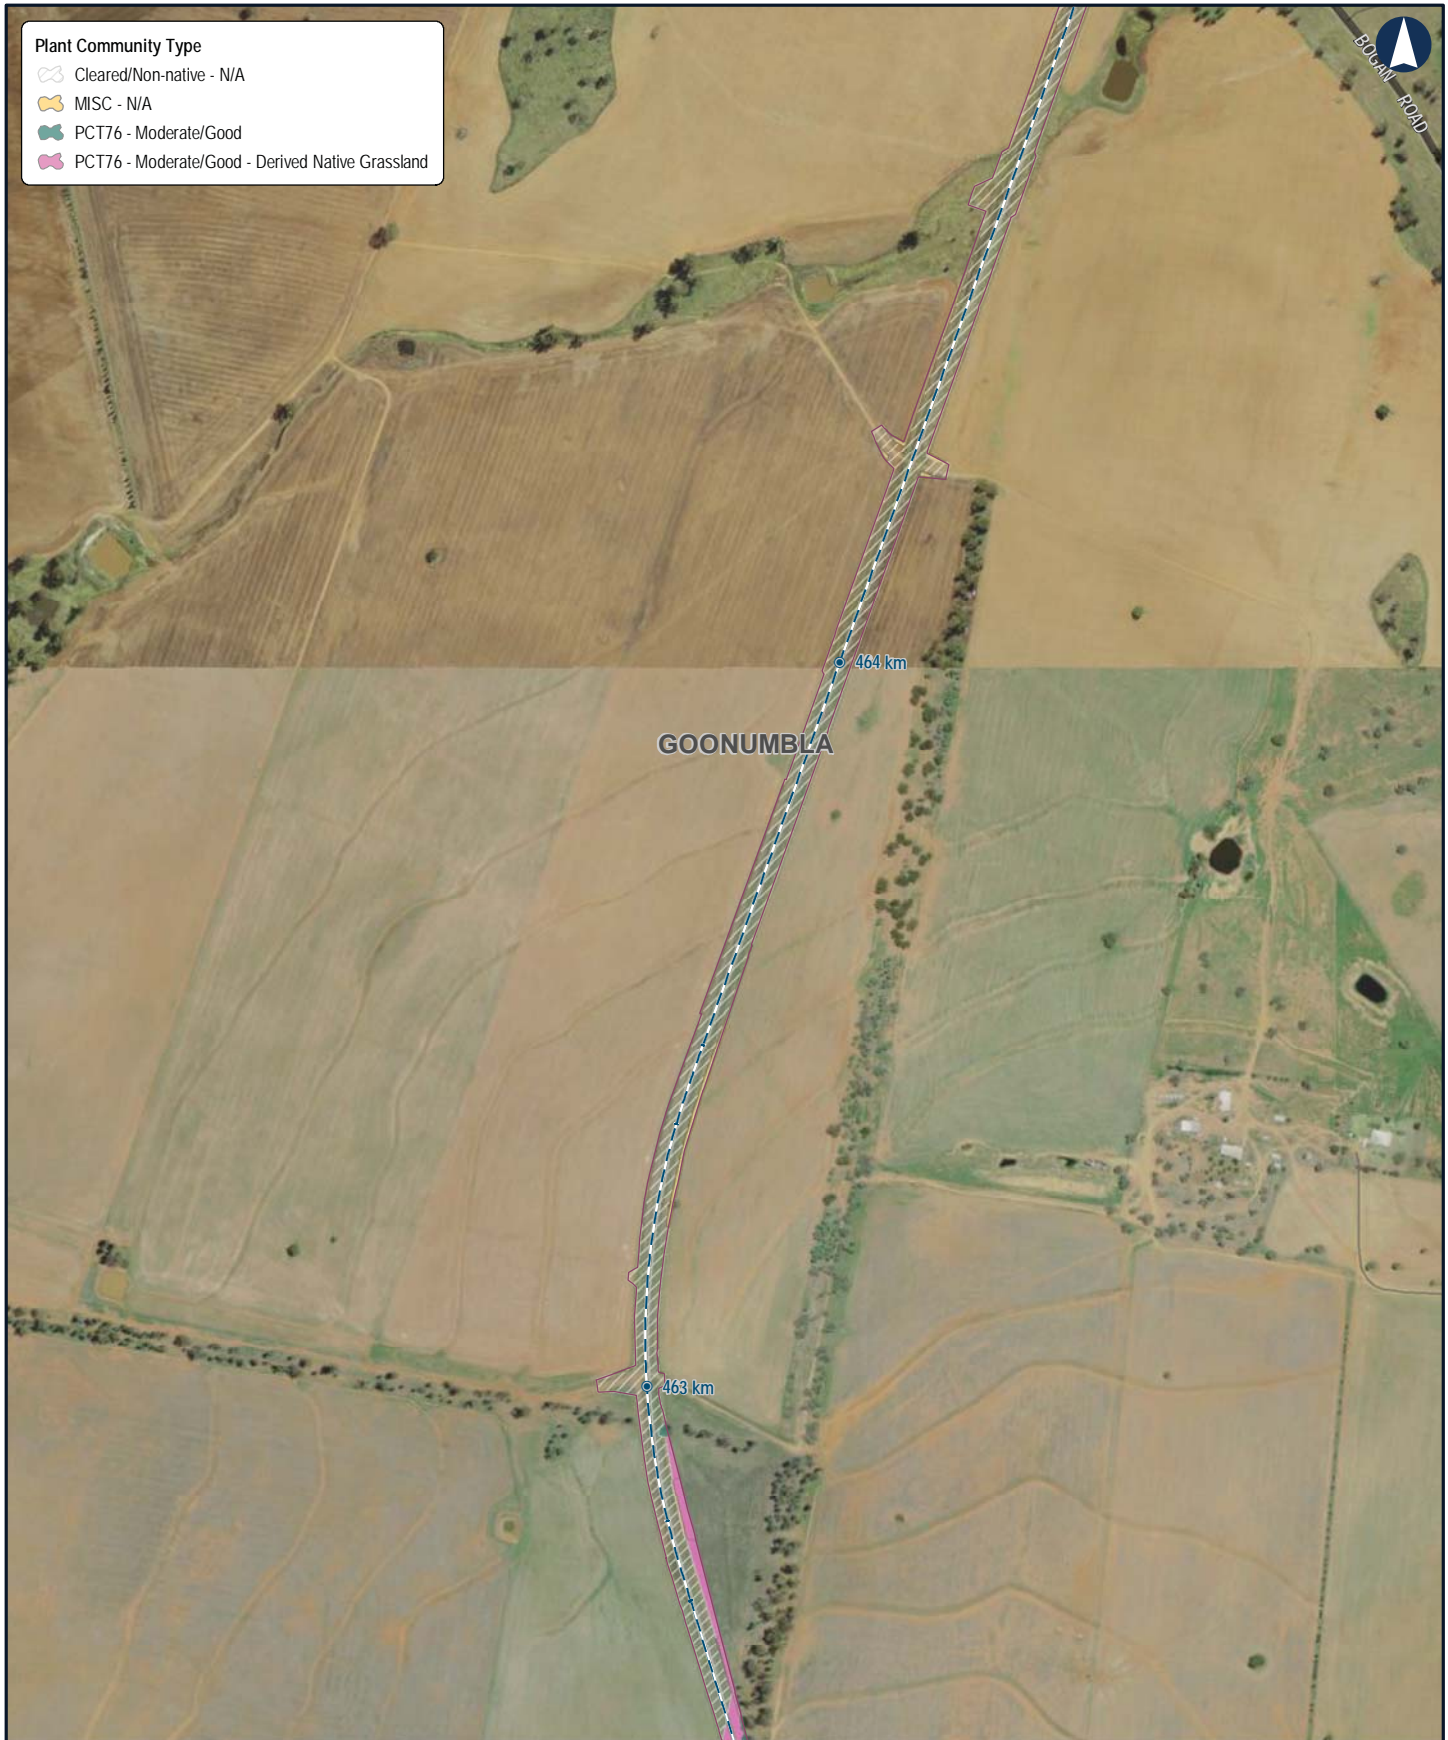 Plant Community Type
Cleared/Non-native - N/A
MISC - N/A
PCT76 - Moderate/Good
PCT76 - Moderate/Good - Derived Native Grassland
BOGAN ROAD
464 km
GOONUMBLA
463 km